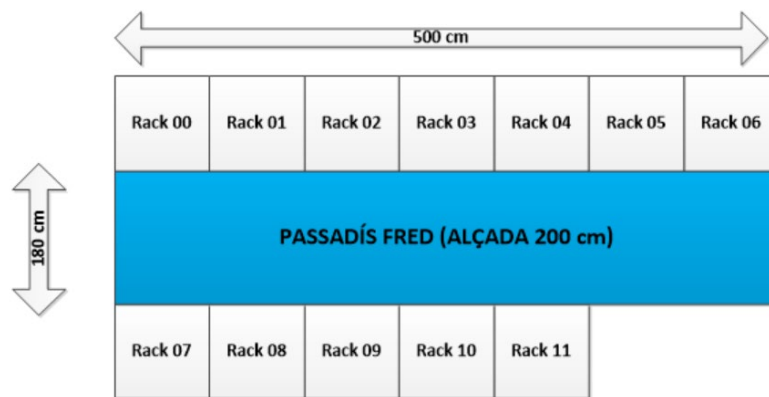 500 cm
Rack 00 Rack 01 Rack 02 Rack 03 Rack 04 Rack 05 Rack 06
180 cm
PASSADÍS FRED (ALÇADA 200 cm)
Rack 07 Rack 08 Rack 09 Rack 10 Rack 11